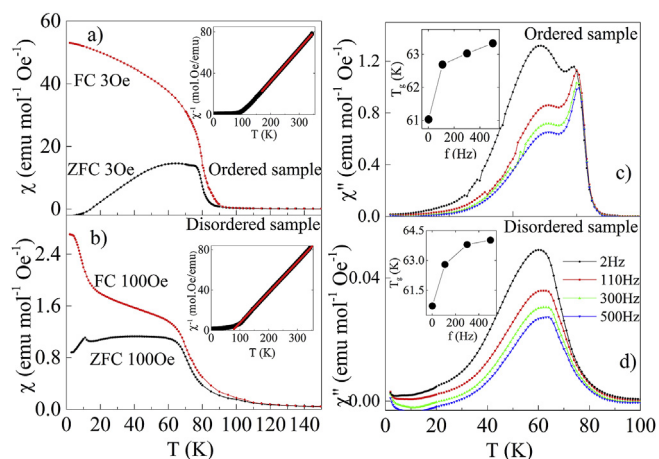 a)
FC 3Oe
ZFC 3Oe
Ordered sample
χ (emu mol⁻¹ Oe⁻¹)
60
40
20
0
χ⁻¹ (mol.Oe/emu)
80
40
0
0 100 200 300
T (K)
b)
Disordered sample
FC 100Oe
ZFC 100Oe
χ (emu mol⁻¹ Oe⁻¹)
2.4
1.6
0.8
0.0
χ⁻¹ (mol.Oe/emu)
80
40
0
0 100 200 300
T (K)
0 20 40 60 80 100 120 140
T (K)
Ordered sample
c)
χ'' (emu mol⁻¹ Oe⁻¹)
1.2
0.8
0.4
0.0
T_g (K)
63
62
61
0 200 400
f (Hz)
Disordered sample
d)
χ'' (emu mol⁻¹ Oe⁻¹)
0.04
0.00
T_g (K)
64.5
63.0
61.5
0 200 400
f (Hz)
2Hz
110Hz
300Hz
500Hz
0 20 40 60 80 100
T (K)